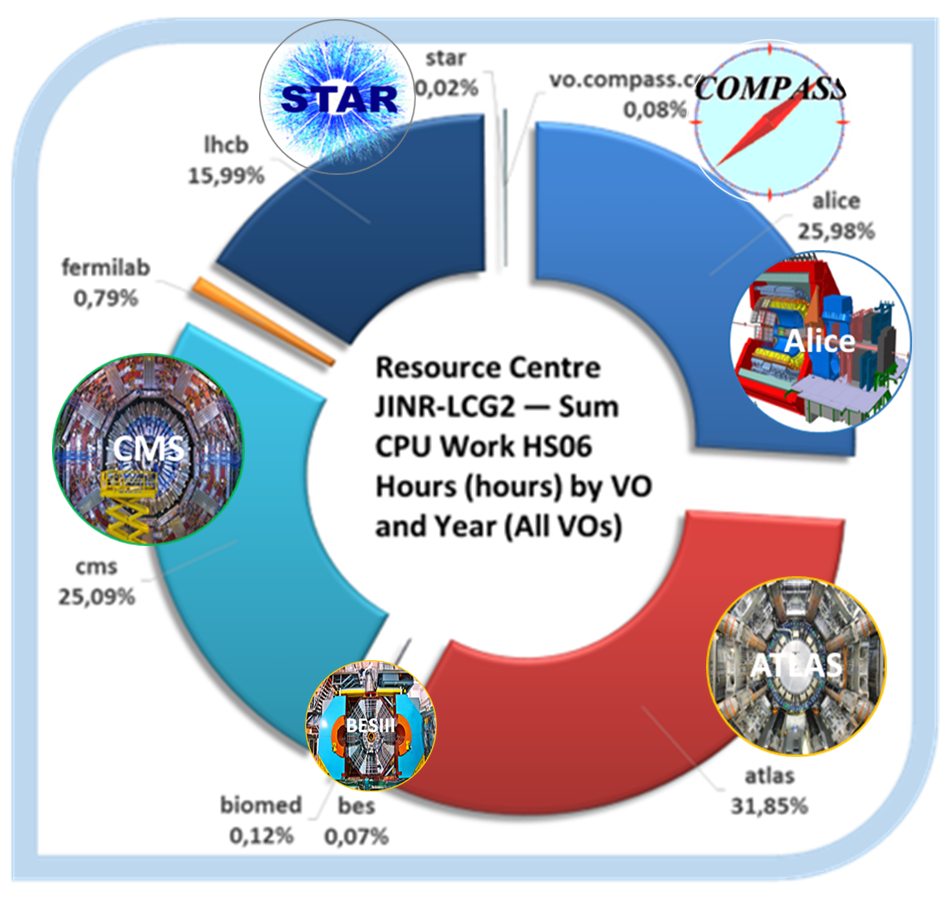 STAR
star
0,02%
vo.compass.c
0,08%
COMPASS
lhcb
15,99%
alice
25,98%
fermilab
0,79%
Alice
Resource Centre
JINR-LCG2 — Sum
CPU Work HS06
Hours (hours) by VO
and Year (All VOs)
CMS
cms
25,09%
ATLAS
BESIII
atlas
31,85%
biomed
0,12%
bes
0,07%